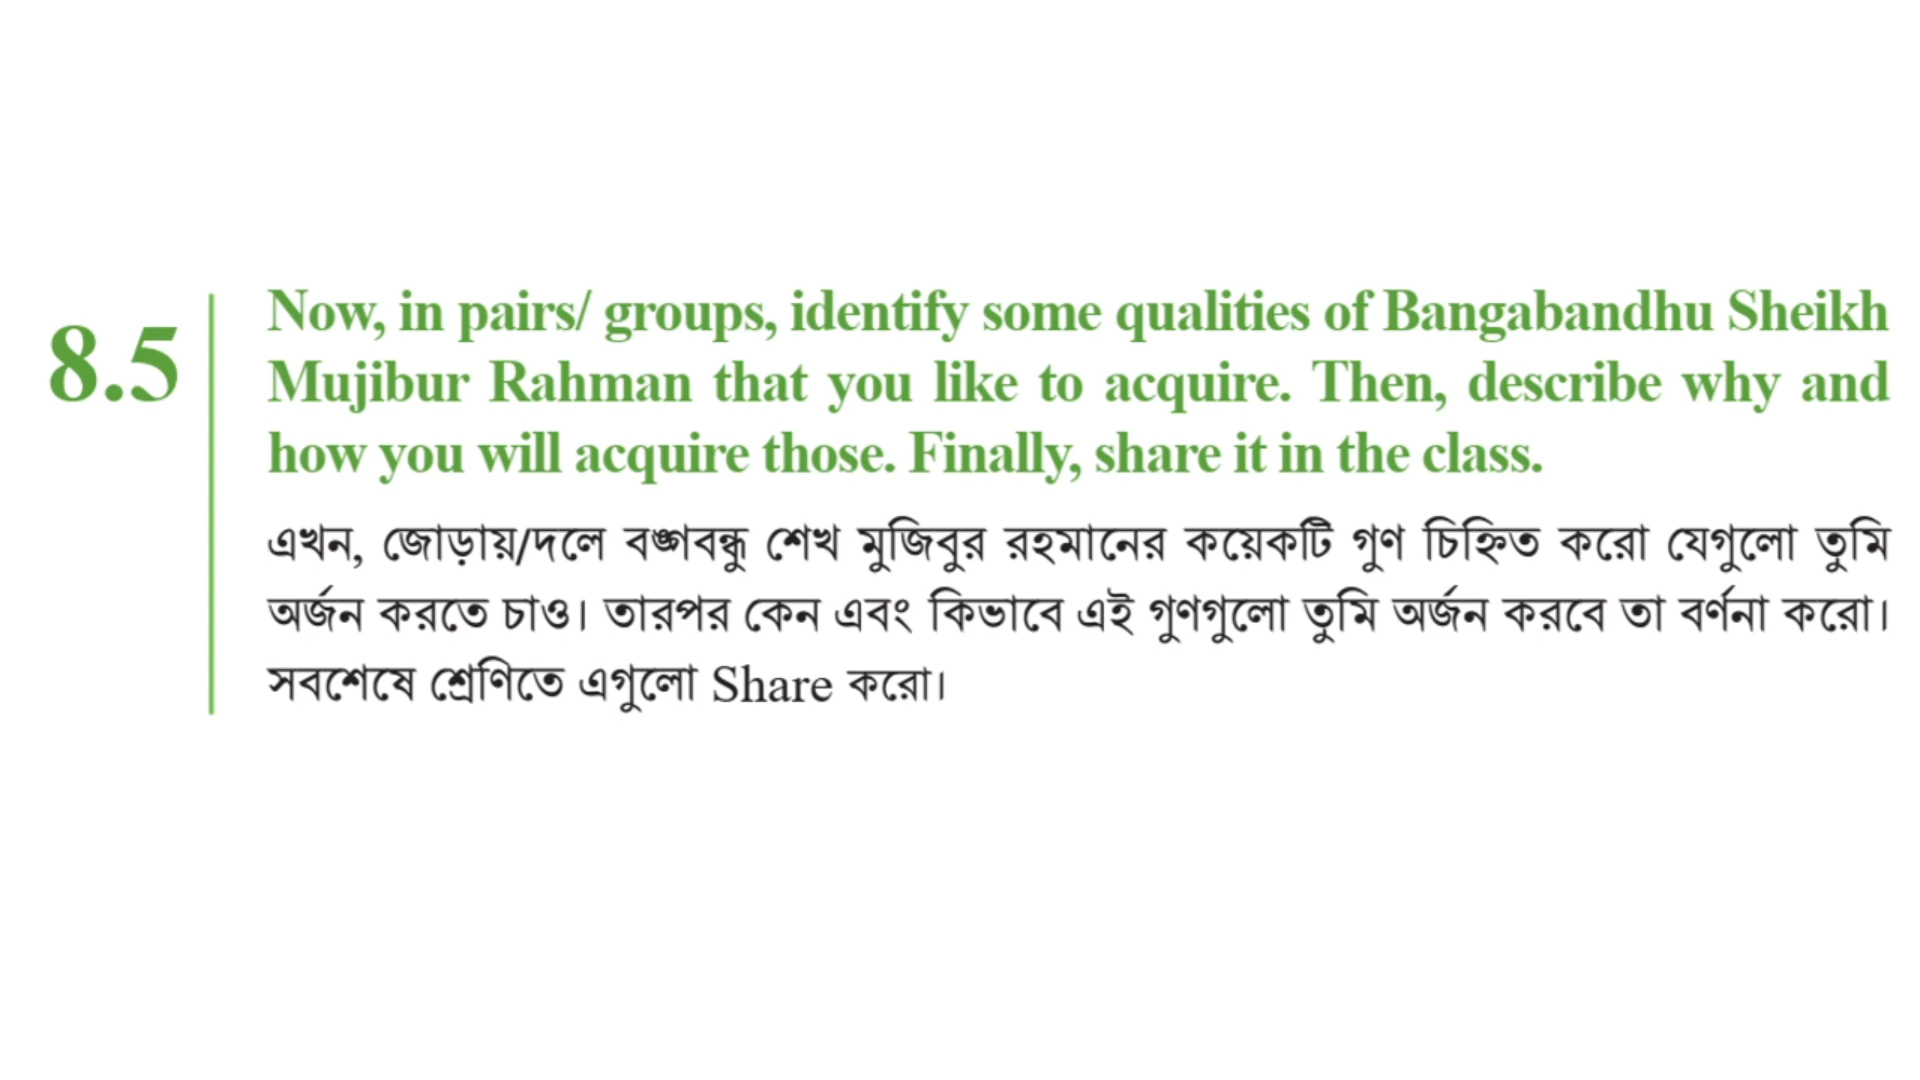 8.5
Now, in pairs/ groups, identify some qualities of Bangabandhu Sheikh
Mujibur Rahman that you like to acquire. Then, describe why and
how you will acquire those. Finally, share it in the class.
এখন, জোড়ায়/দলে বঙ্গবন্ধু শেখ মুজিবুর রহমানের কয়েকটি গুণ চিহ্নিত করো যেগুলো তুমি
অর্জন করতে চাও। তারপর কেন এবং কিভাবে এই গুণগুলো তুমি অর্জন করবে তা বর্ণনা করো।
সবশেষে শ্রেণিতে এগুলো Share করো।